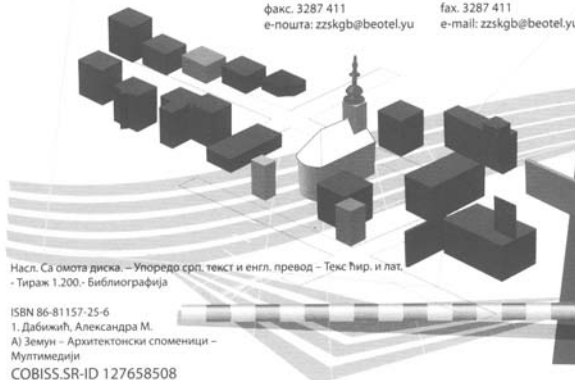 факс. 3287 411
е-пошта: zzskgb@beotel.yu
fax. 3287 411
e-mail: zzskgb@beotel.yu
Насл. Са омота диска. – Упоредо срп. текст и енгл. превод – Текс ћир. и лат.
- Тираж 1.200.- Библиографија
ISBN 86-81157-25-6
1. Дабижић, Александра М.
А) Земун – Архитектонски споменици –
Мултимедији
COBISS.SR-ID 127658508